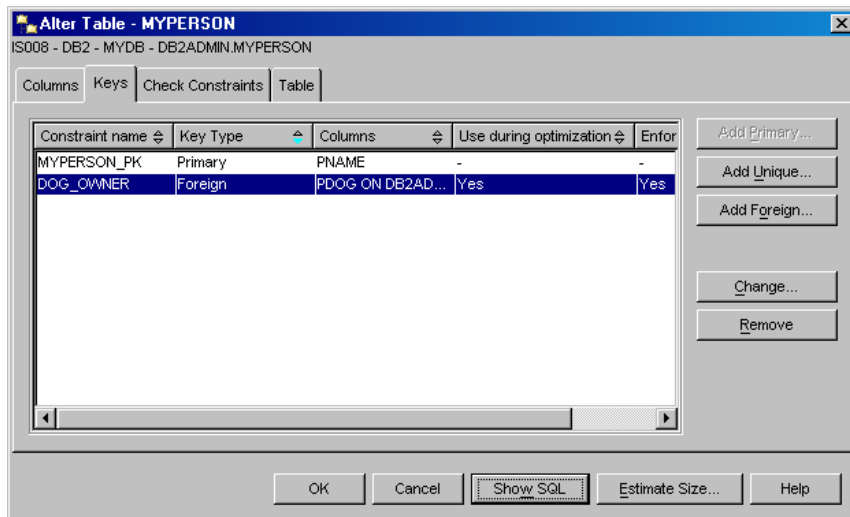 Alter Table - MYPERSON
IS008 - DB2 - MYDB - DB2ADMIN.MYPERSON
Columns Keys Check Constraints Table
Constraint name Key Type Columns Use during optimization Enfor
MYPERSON_PK Primary PNAME - -
DOG_OWNER Foreign PDOG ON DB2AD... Yes Yes
Add Primary...
Add Unique...
Add Foreign...
Change...
Remove
OK Cancel Show SQL Estimate Size... Help